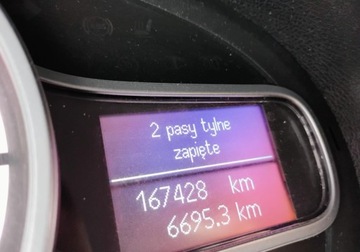 2 pasy tylne
zapięte
167428 km
6695.3 km